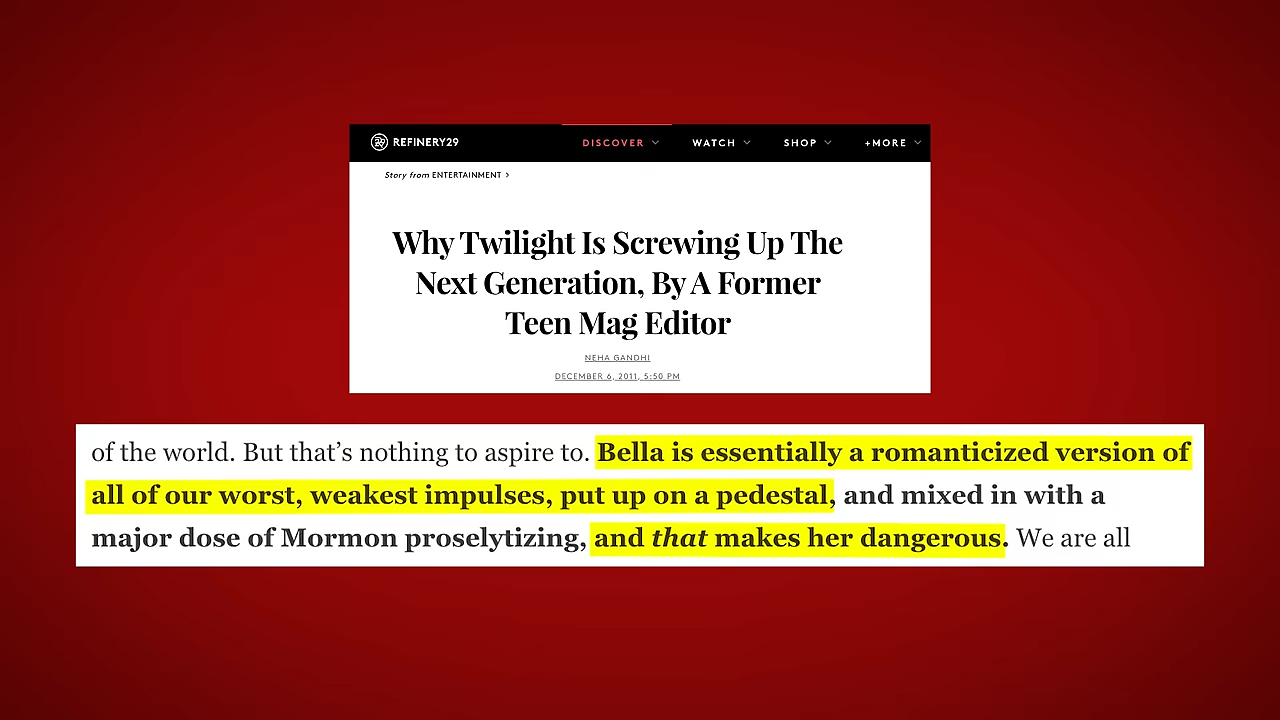 REFINERY29
DISCOVER WATCH SHOP +MORE
Story from ENTERTAINMENT >
Why Twilight Is Screwing Up The
Next Generation, By A Former
Teen Mag Editor
NEHA GANDHI
DECEMBER 6, 2011, 5:50 PM
of the world. But that’s nothing to aspire to. Bella is essentially a romanticized version of
all of our worst, weakest impulses, put up on a pedestal, and mixed in with a
major dose of Mormon proselytizing, and that makes her dangerous. We are all